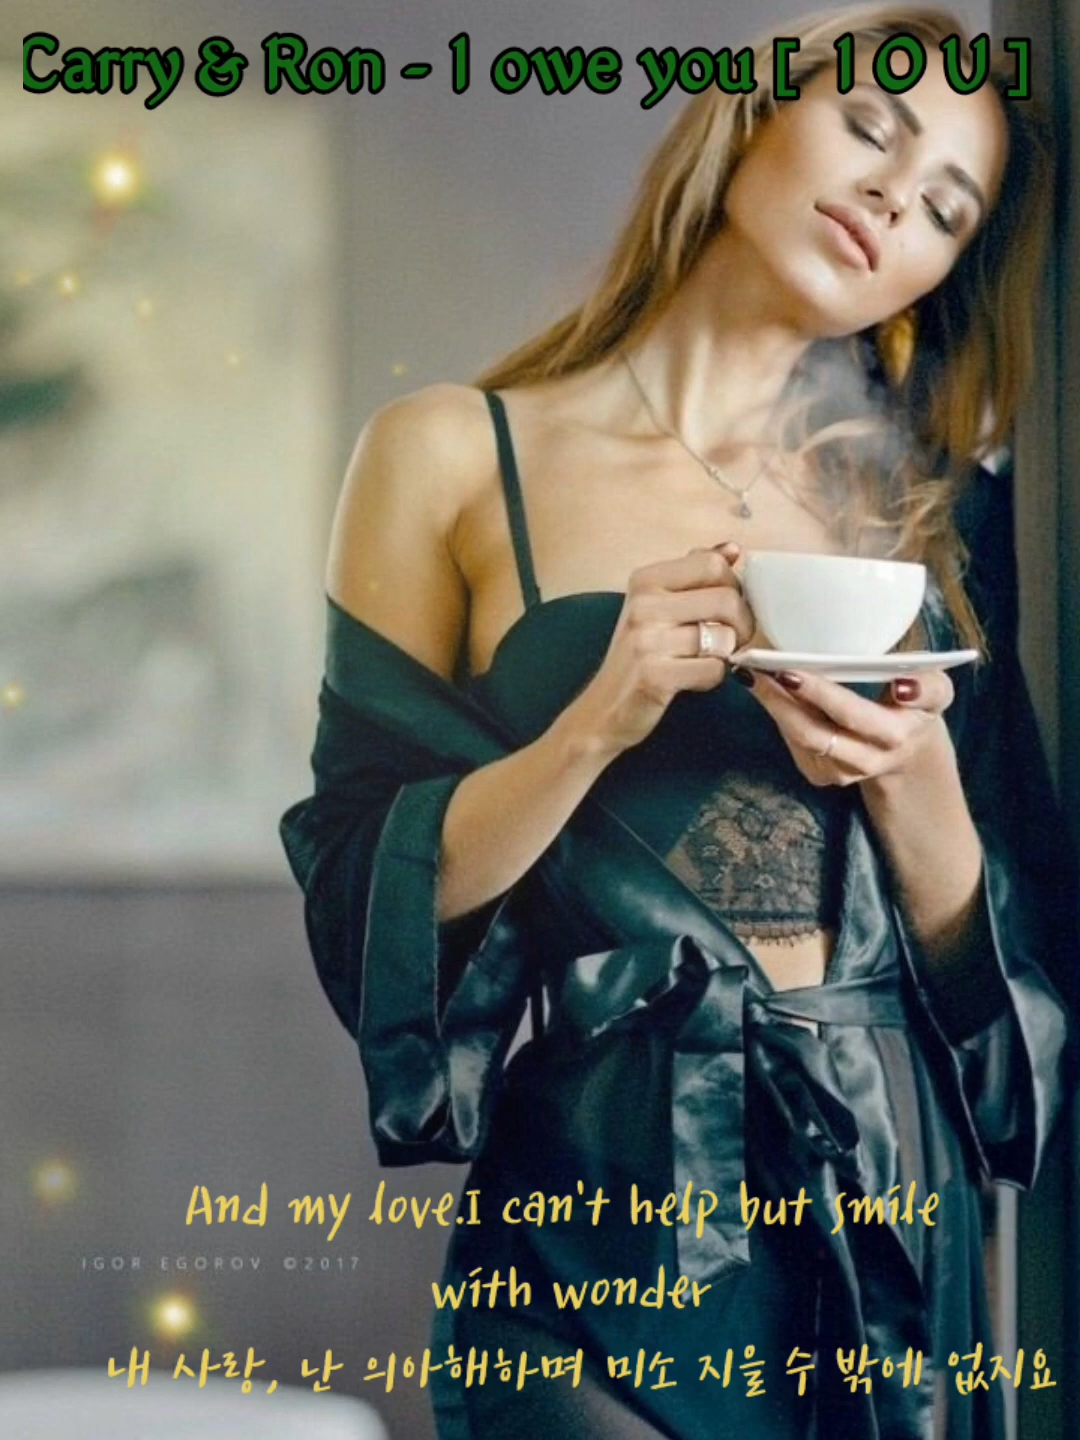 Carry & Ron - I owe you [ I O U ]
And my love.I can't help but smile
IGOR EGOROV ©2017
with wonder
내 사랑, 난 의아해하며 미소 지을 수 밖에 없지요